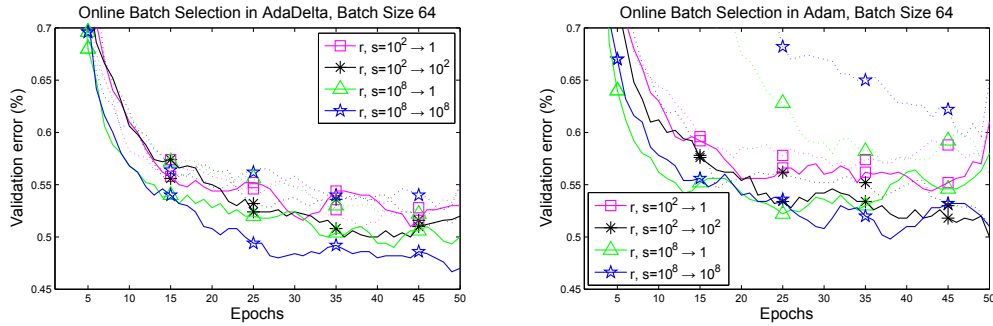 Online Batch Selection in AdaDelta, Batch Size 64
Validation error (%)
0.7
0.65
0.6
0.55
0.5
0.45
5 10 15 20 25 30 35 40 45 50
Epochs
r, s=10² → 1
r, s=10² → 10²
r, s=10⁸ → 1
r, s=10⁸ → 10⁸
Online Batch Selection in Adam, Batch Size 64
Validation error (%)
0.7
0.65
0.6
0.55
0.5
0.45
5 10 15 20 25 30 35 40 45 50
Epochs
r, s=10² → 1
r, s=10² → 10²
r, s=10⁸ → 1
r, s=10⁸ → 10⁸